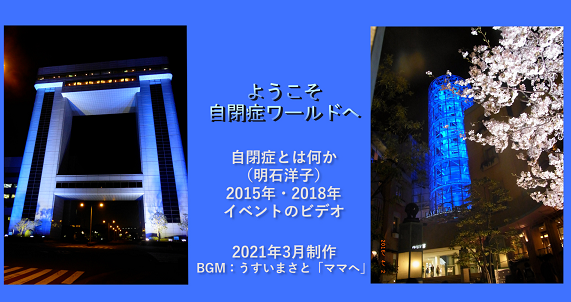 ようこそ
自閉症ワールドへ
自閉症とは何か
（明石洋子）
2015年・2018年
イベントのビデオ
2021年3月制作
BGM：うすいまさと「ママへ」